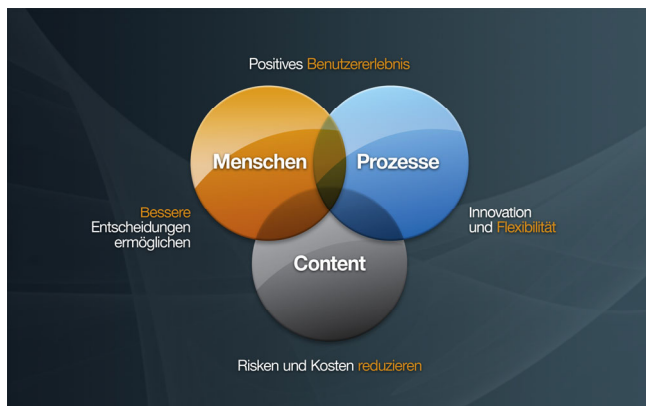 Positives Benutzererlebnis
Menschen
Prozesse
Bessere
Entscheidungen
ermöglichen
Innovation
und Flexibilität
Content
Risken und Kosten reduzieren